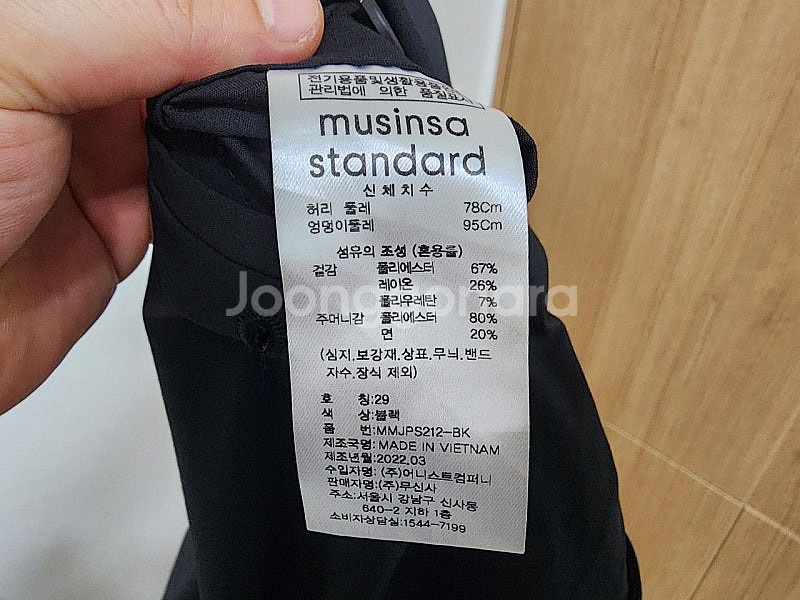 전기용품및생활용품안
관리법에 의한 품질표시
musinsa
standard
신체치수
허리 둘레 78Cm
엉덩이둘레 95Cm
섬유의 조성 (혼용률)
겉감 폴리에스터 67%
레이온 26%
폴리우레탄 7%
주머니감 폴리에스터 80%
면 20%
(심지,보강재,상표,무늬,밴드
자수,장식 제외)
호 칭:29
색 상:블랙
품 번:MMJPS212-BK
제조국명: MADE IN VIETNAM
제조년월:2022.03
수입자명: (주)어니스트컴퍼니
판매자명:(주)무신사
주소:서울시 강남구 신사동
640-2 지하 1층
소비자상담실:1544-7199
Joonggonara